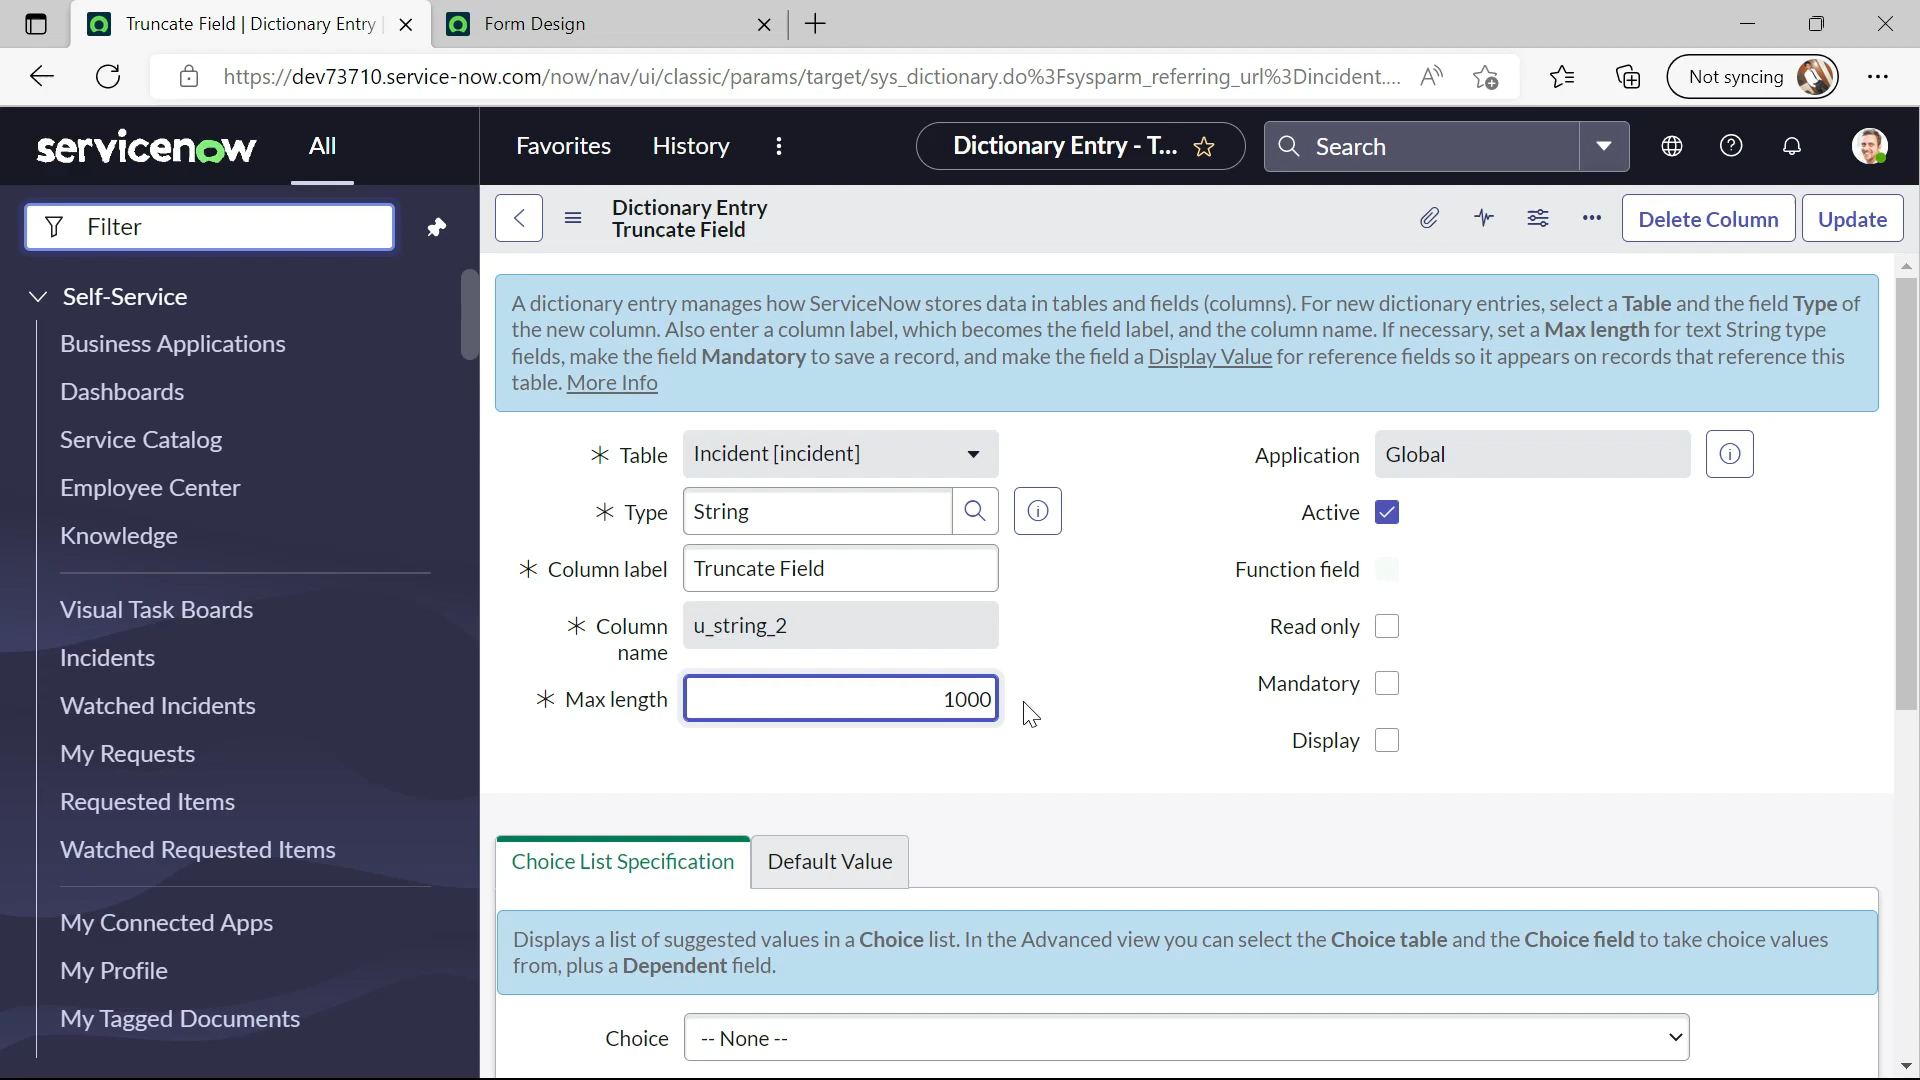 Truncate Field | Dictionary Entry
Form Design
https://dev73710.service-now.com/now/nav/ui/classic/params/target/sys_dictionary.do%3Fsysparm_referring_url%3Dincident....
Not syncing
servicenow
All
Favorites
History
Dictionary Entry - T...
Search
Filter
Dictionary Entry
Truncate Field
Delete Column
Update
Self-Service
Business Applications
Dashboards
Service Catalog
Employee Center
Knowledge
Visual Task Boards
Incidents
Watched Incidents
My Requests
Requested Items
Watched Requested Items
My Connected Apps
My Profile
My Tagged Documents
A dictionary entry manages how ServiceNow stores data in tables and fields (columns). For new dictionary entries, select a Table and the field Type of
the new column. Also enter a column label, which becomes the field label, and the column name. If necessary, set a Max length for text String type
fields, make the field Mandatory to save a record, and make the field a Display Value for reference fields so it appears on records that reference this
table. More Info
Table Incident [incident]
Type String
Column label Truncate Field
Column name u_string_2
Max length 1000
Application Global
Active
Function field
Read only
Mandatory
Display
Choice List Specification
Default Value
Displays a list of suggested values in a Choice list. In the Advanced view you can select the Choice table and the Choice field to take choice values
from, plus a Dependent field.
Choice -- None --